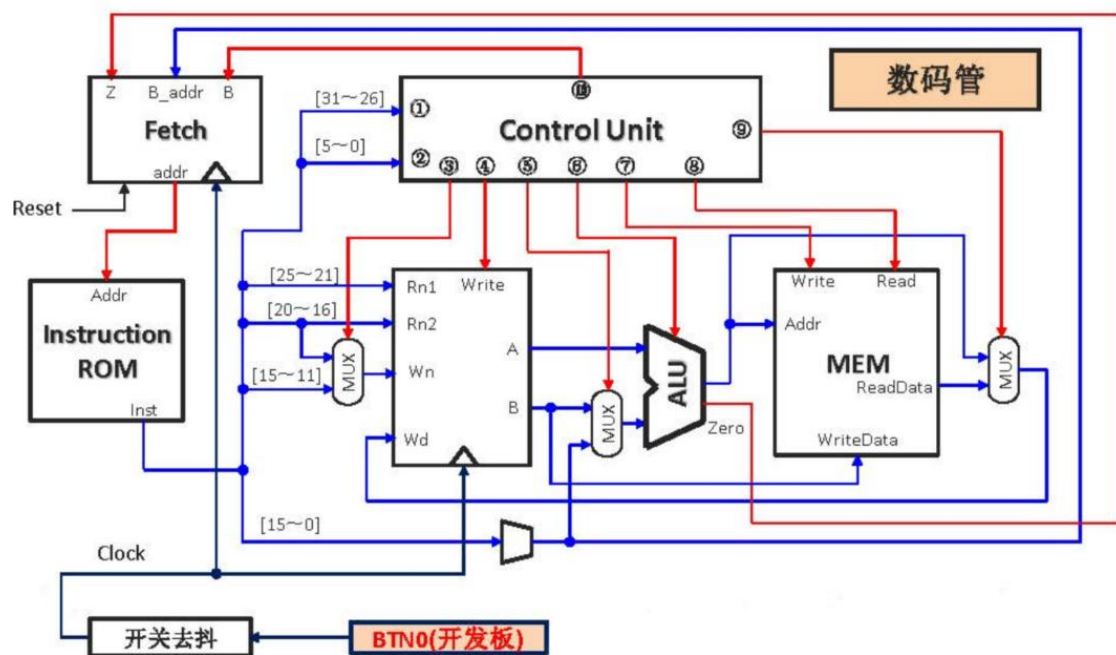 Z B_addr B
Fetch
addr
Reset
Addr
Instruction
ROM
Inst
[31~26]
[5~0]
① ② ③ ④ ⑤ ⑥ ⑦ ⑧ ⑨
Control Unit
数码管
[25~21]
[20~16]
[15~11]
MUX
Rn1
Write
Rn2
Wn
Wd
A
B
MUX
ALU
Zero
Write
Read
Addr
MEM
ReadData
WriteData
MUX
[15~0]
Clock
开关去抖
BTN0(开发板)